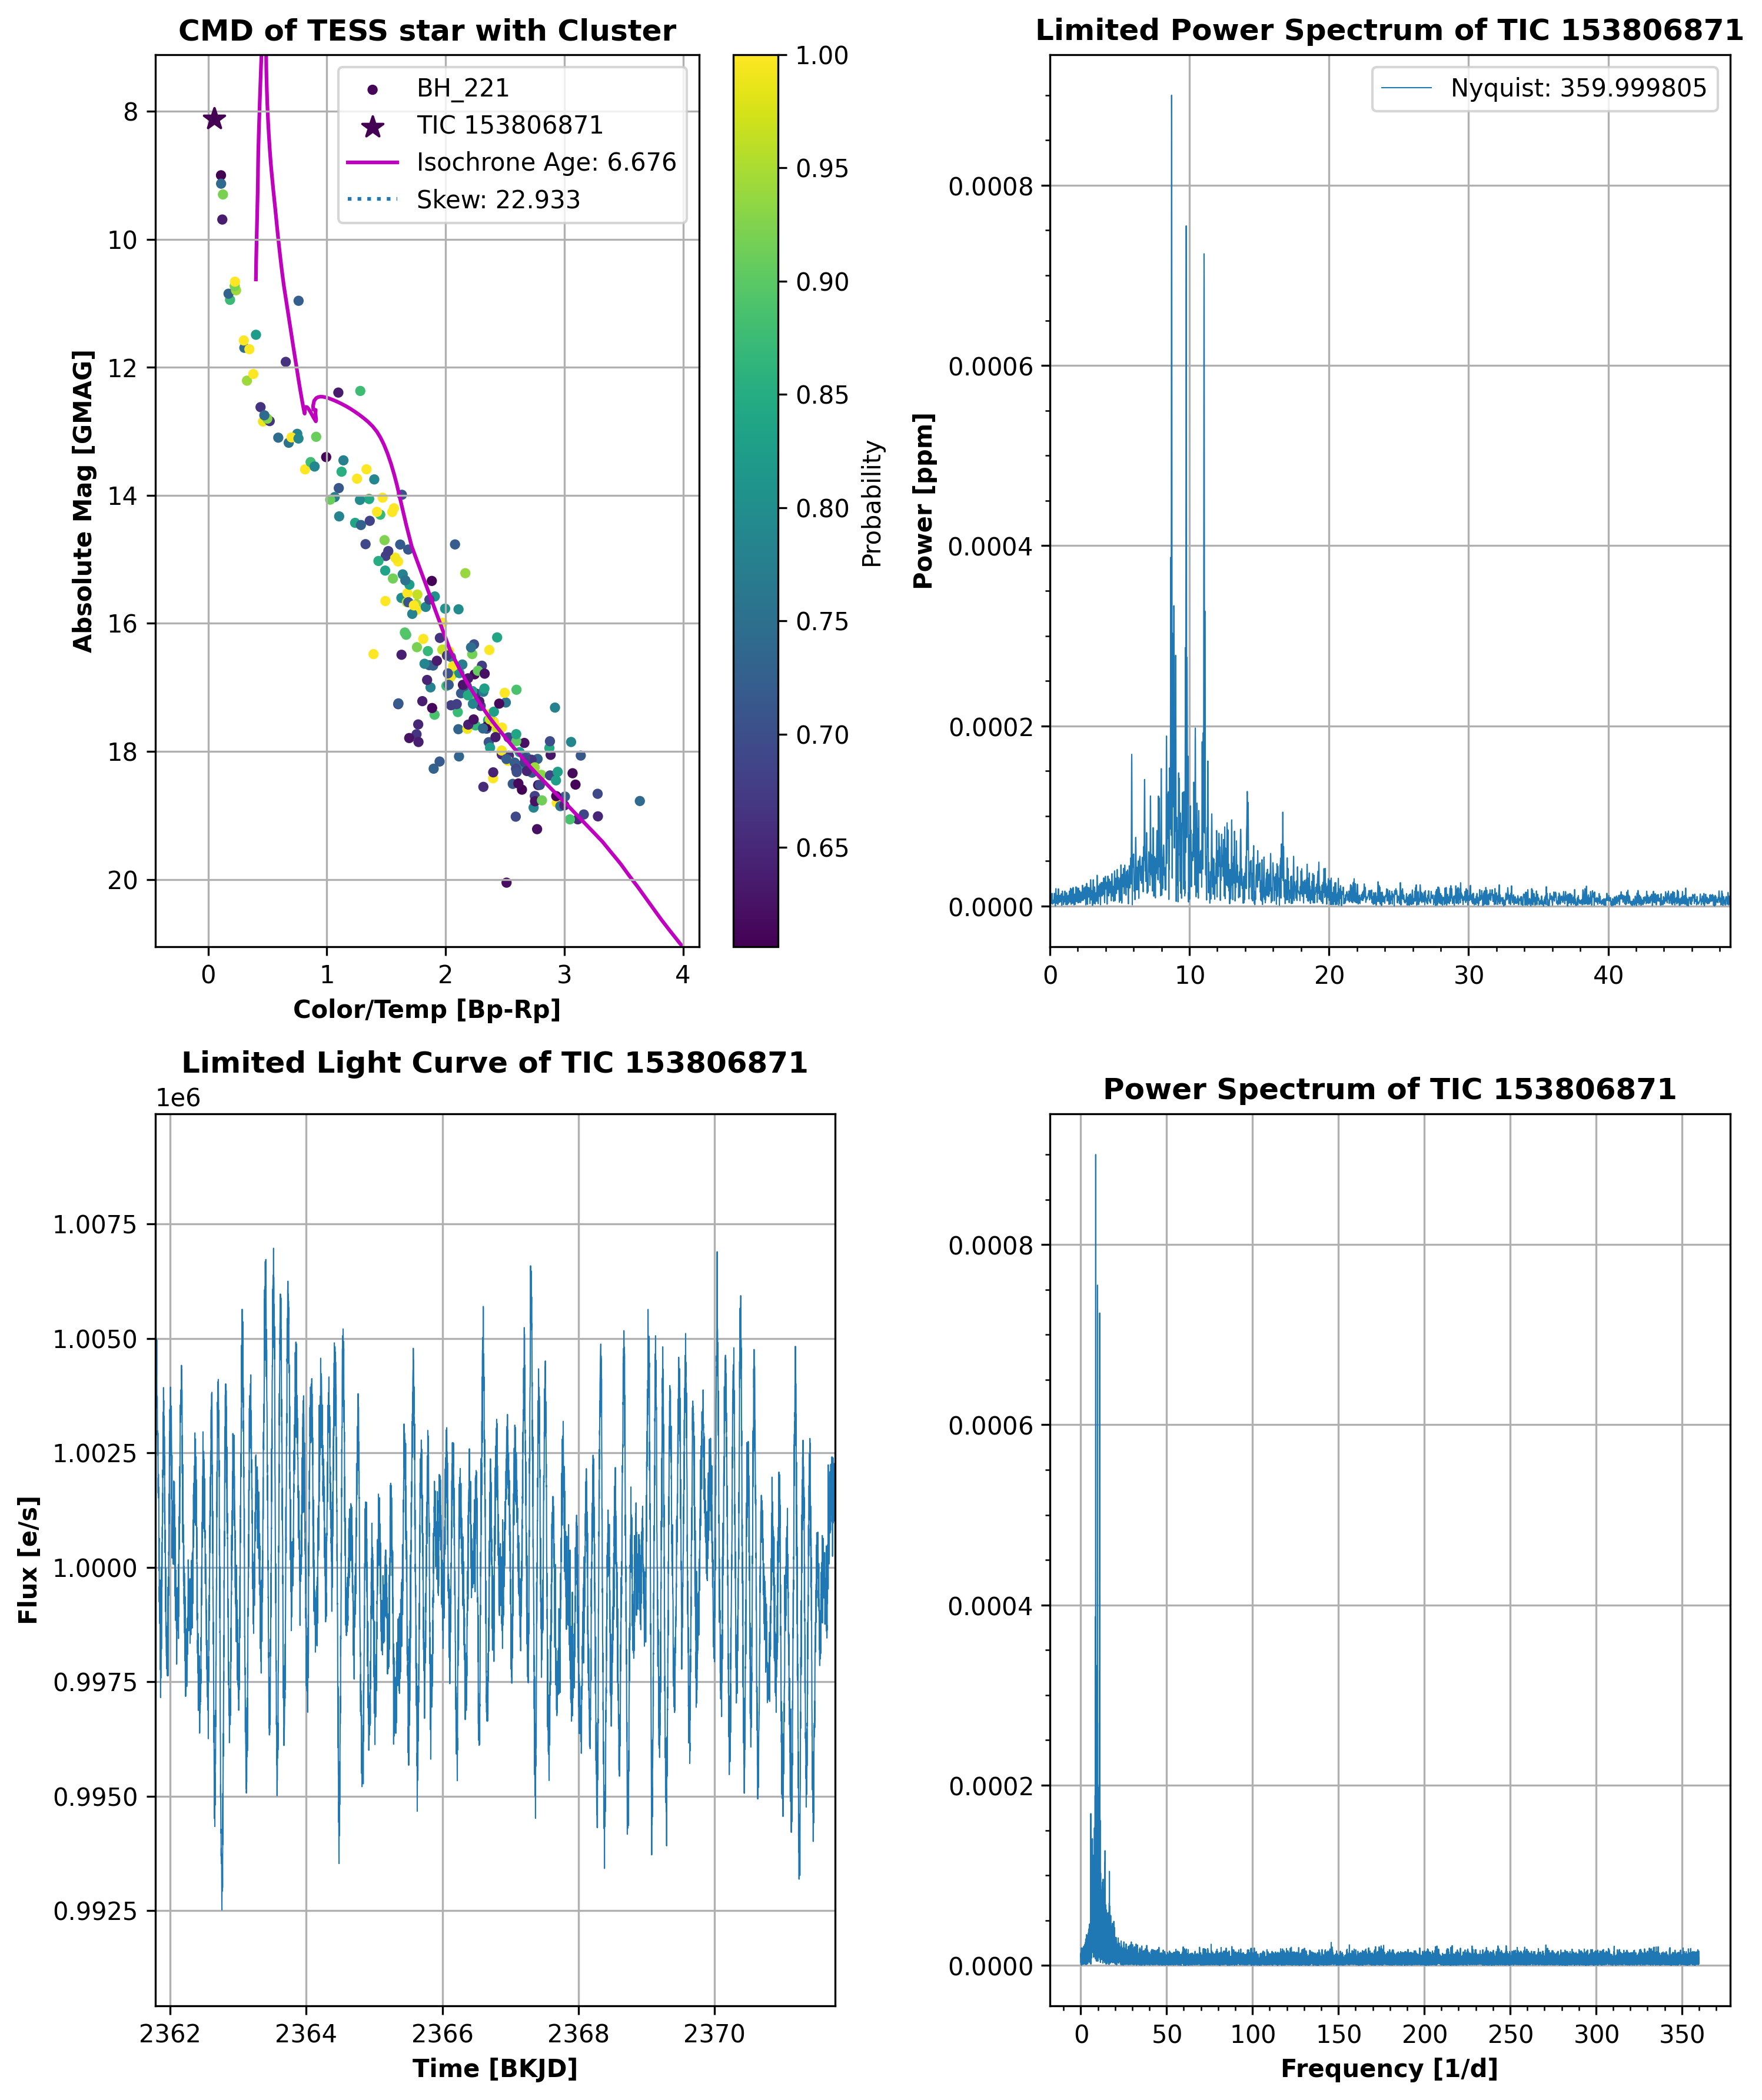 CMD of TESS star with Cluster
BH_221
TIC 153806871
Isochrone Age: 6.676
Skew: 22.933
8
10
12
14
16
18
20
0 1 2 3 4
Absolute Mag [GMAG]
Color/Temp [Bp-Rp]
1.00
0.95
0.90
0.85
0.80
0.75
0.70
0.65
Probability
Limited Power Spectrum of TIC 153806871
Nyquist: 359.999805
0.0008
0.0006
0.0004
0.0002
0.0000
0 10 20 30 40
Power [ppm]
Limited Light Curve of TIC 153806871
1e6
1.0075
1.0050
1.0025
1.0000
0.9975
0.9950
0.9925
2362 2364 2366 2368 2370
Flux [e/s]
Time [BKJD]
Power Spectrum of TIC 153806871
0.0008
0.0006
0.0004
0.0002
0.0000
0 50 100 150 200 250 300 350
Frequency [1/d]